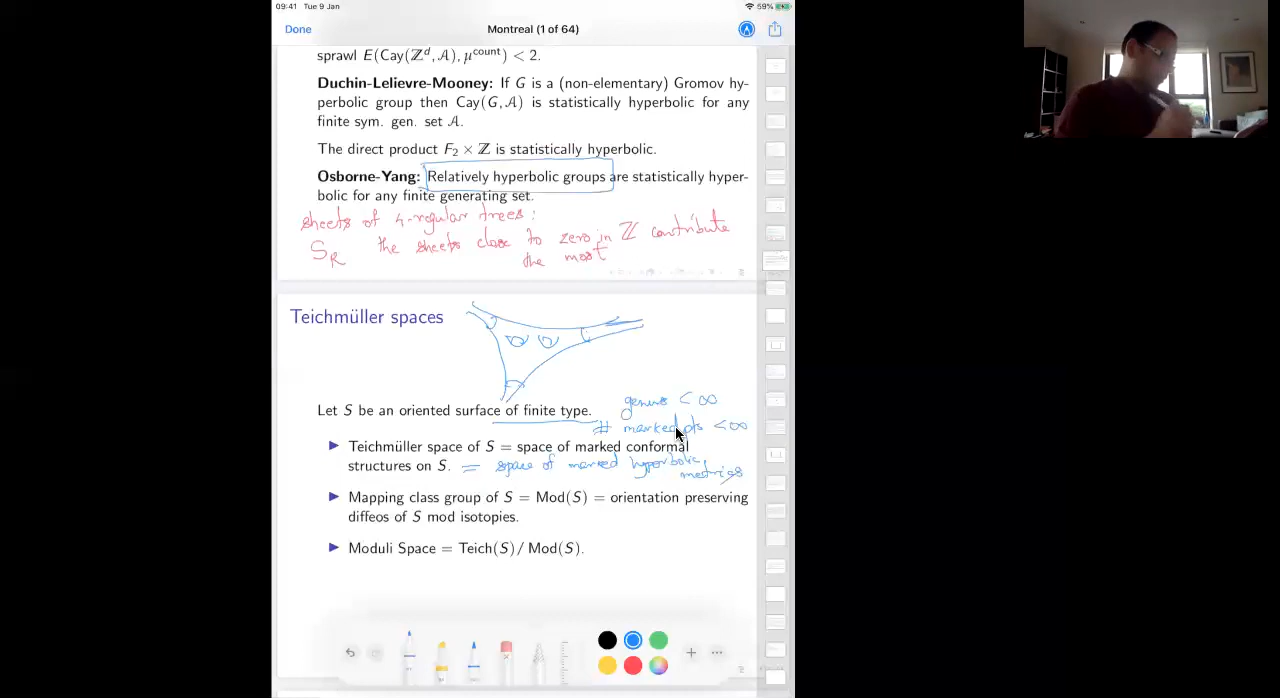 09:41 Tue 9 Jan
59%
Done
Montreal (1 of 64)
sprawl E(Cay(ℤ^d, 𝒜), μ^count) < 2.
Duchin-Lelièvre-Mooney: If G is a (non-elementary) Gromov hy-
perbolic group then Cay(G, 𝒜) is statistically hyperbolic for any
finite sym. gen. set 𝒜.
The direct product F₂ × ℤ is statistically hyperbolic.
Osborne-Yang: Relatively hyperbolic groups are statistically hyper-
bolic for any finite generating set.
sheets of 4-regular trees:
S_R the sheets close to zero in ℤ contribute
the most
Teichmüller spaces
Let S be an oriented surface of finite type.
genus < ∞
# marked pts < ∞
▶ Teichmüller space of S = space of marked conformal
structures on S. = space of marked hyperbolic
metrics
▶ Mapping class group of S = Mod(S) = orientation preserving
diffeos of S mod isotopies.
▶ Moduli Space = Teich(S)/ Mod(S).